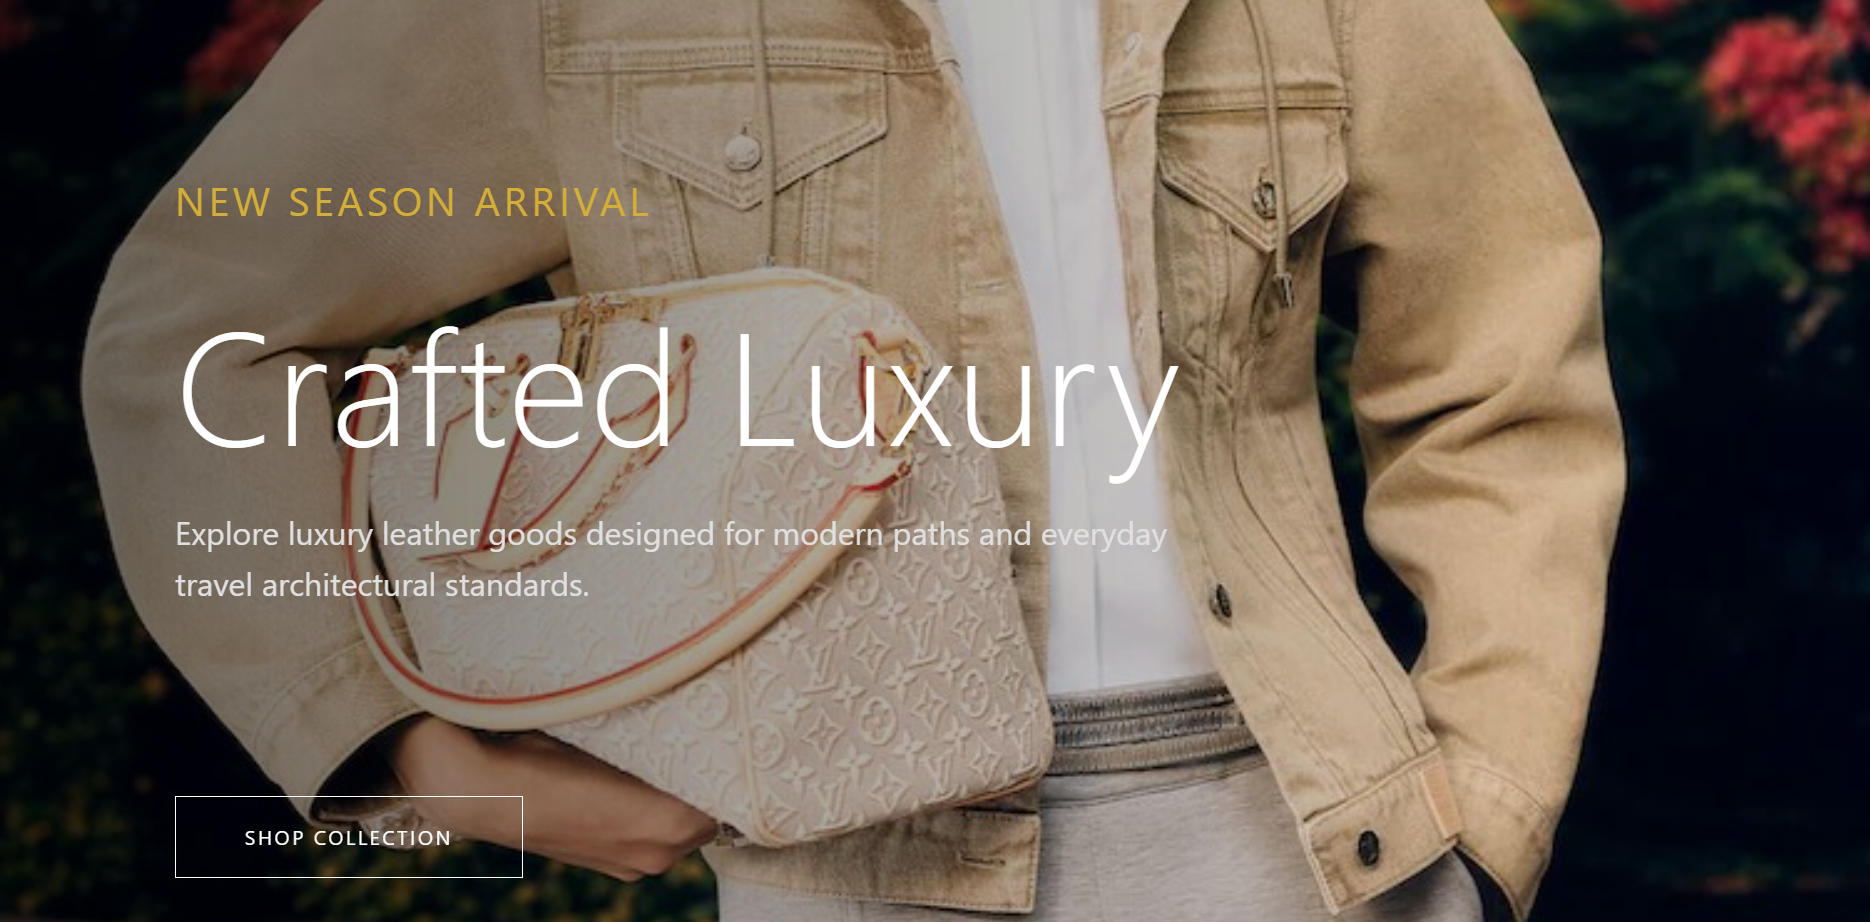 NEW SEASON ARRIVAL
Crafted Luxury
Explore luxury leather goods designed for modern paths and everyday
travel architectural standards.
SHOP COLLECTION